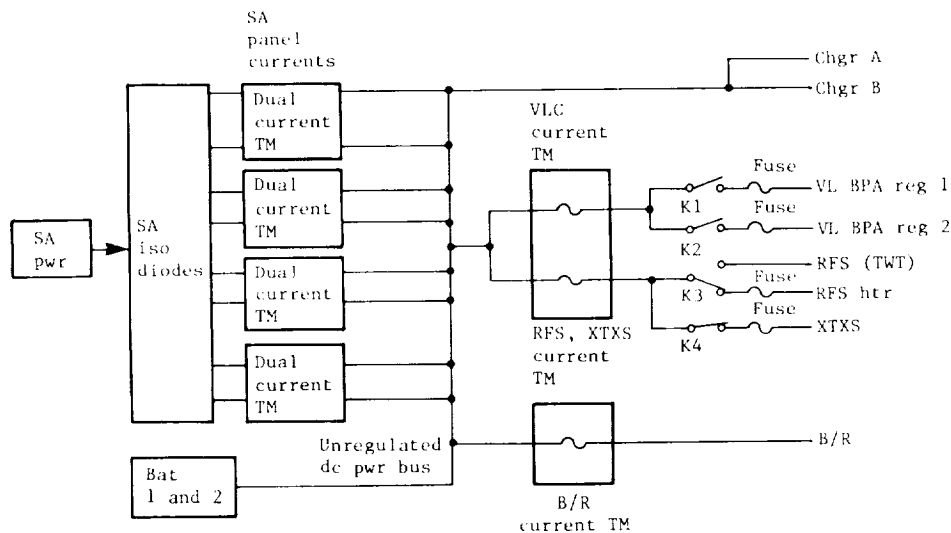 SA
panel
currents
Chgr A
Chgr B
Dual
current
TM
VLC
current
TM
Dual
current
TM
Fuse
VL BPA reg 1
K1
Fuse
VL BPA reg 2
K2
SA
pwr
SA
iso
diodes
Dual
current
TM
RFS (TWT)
Fuse
K3
RFS htr
Fuse
RFS, XTXS
current
TM
XTXS
K4
Dual
current
TM
Unregulated
dc pwr bus
B/R
Bat
1 and 2
B/R
current TM